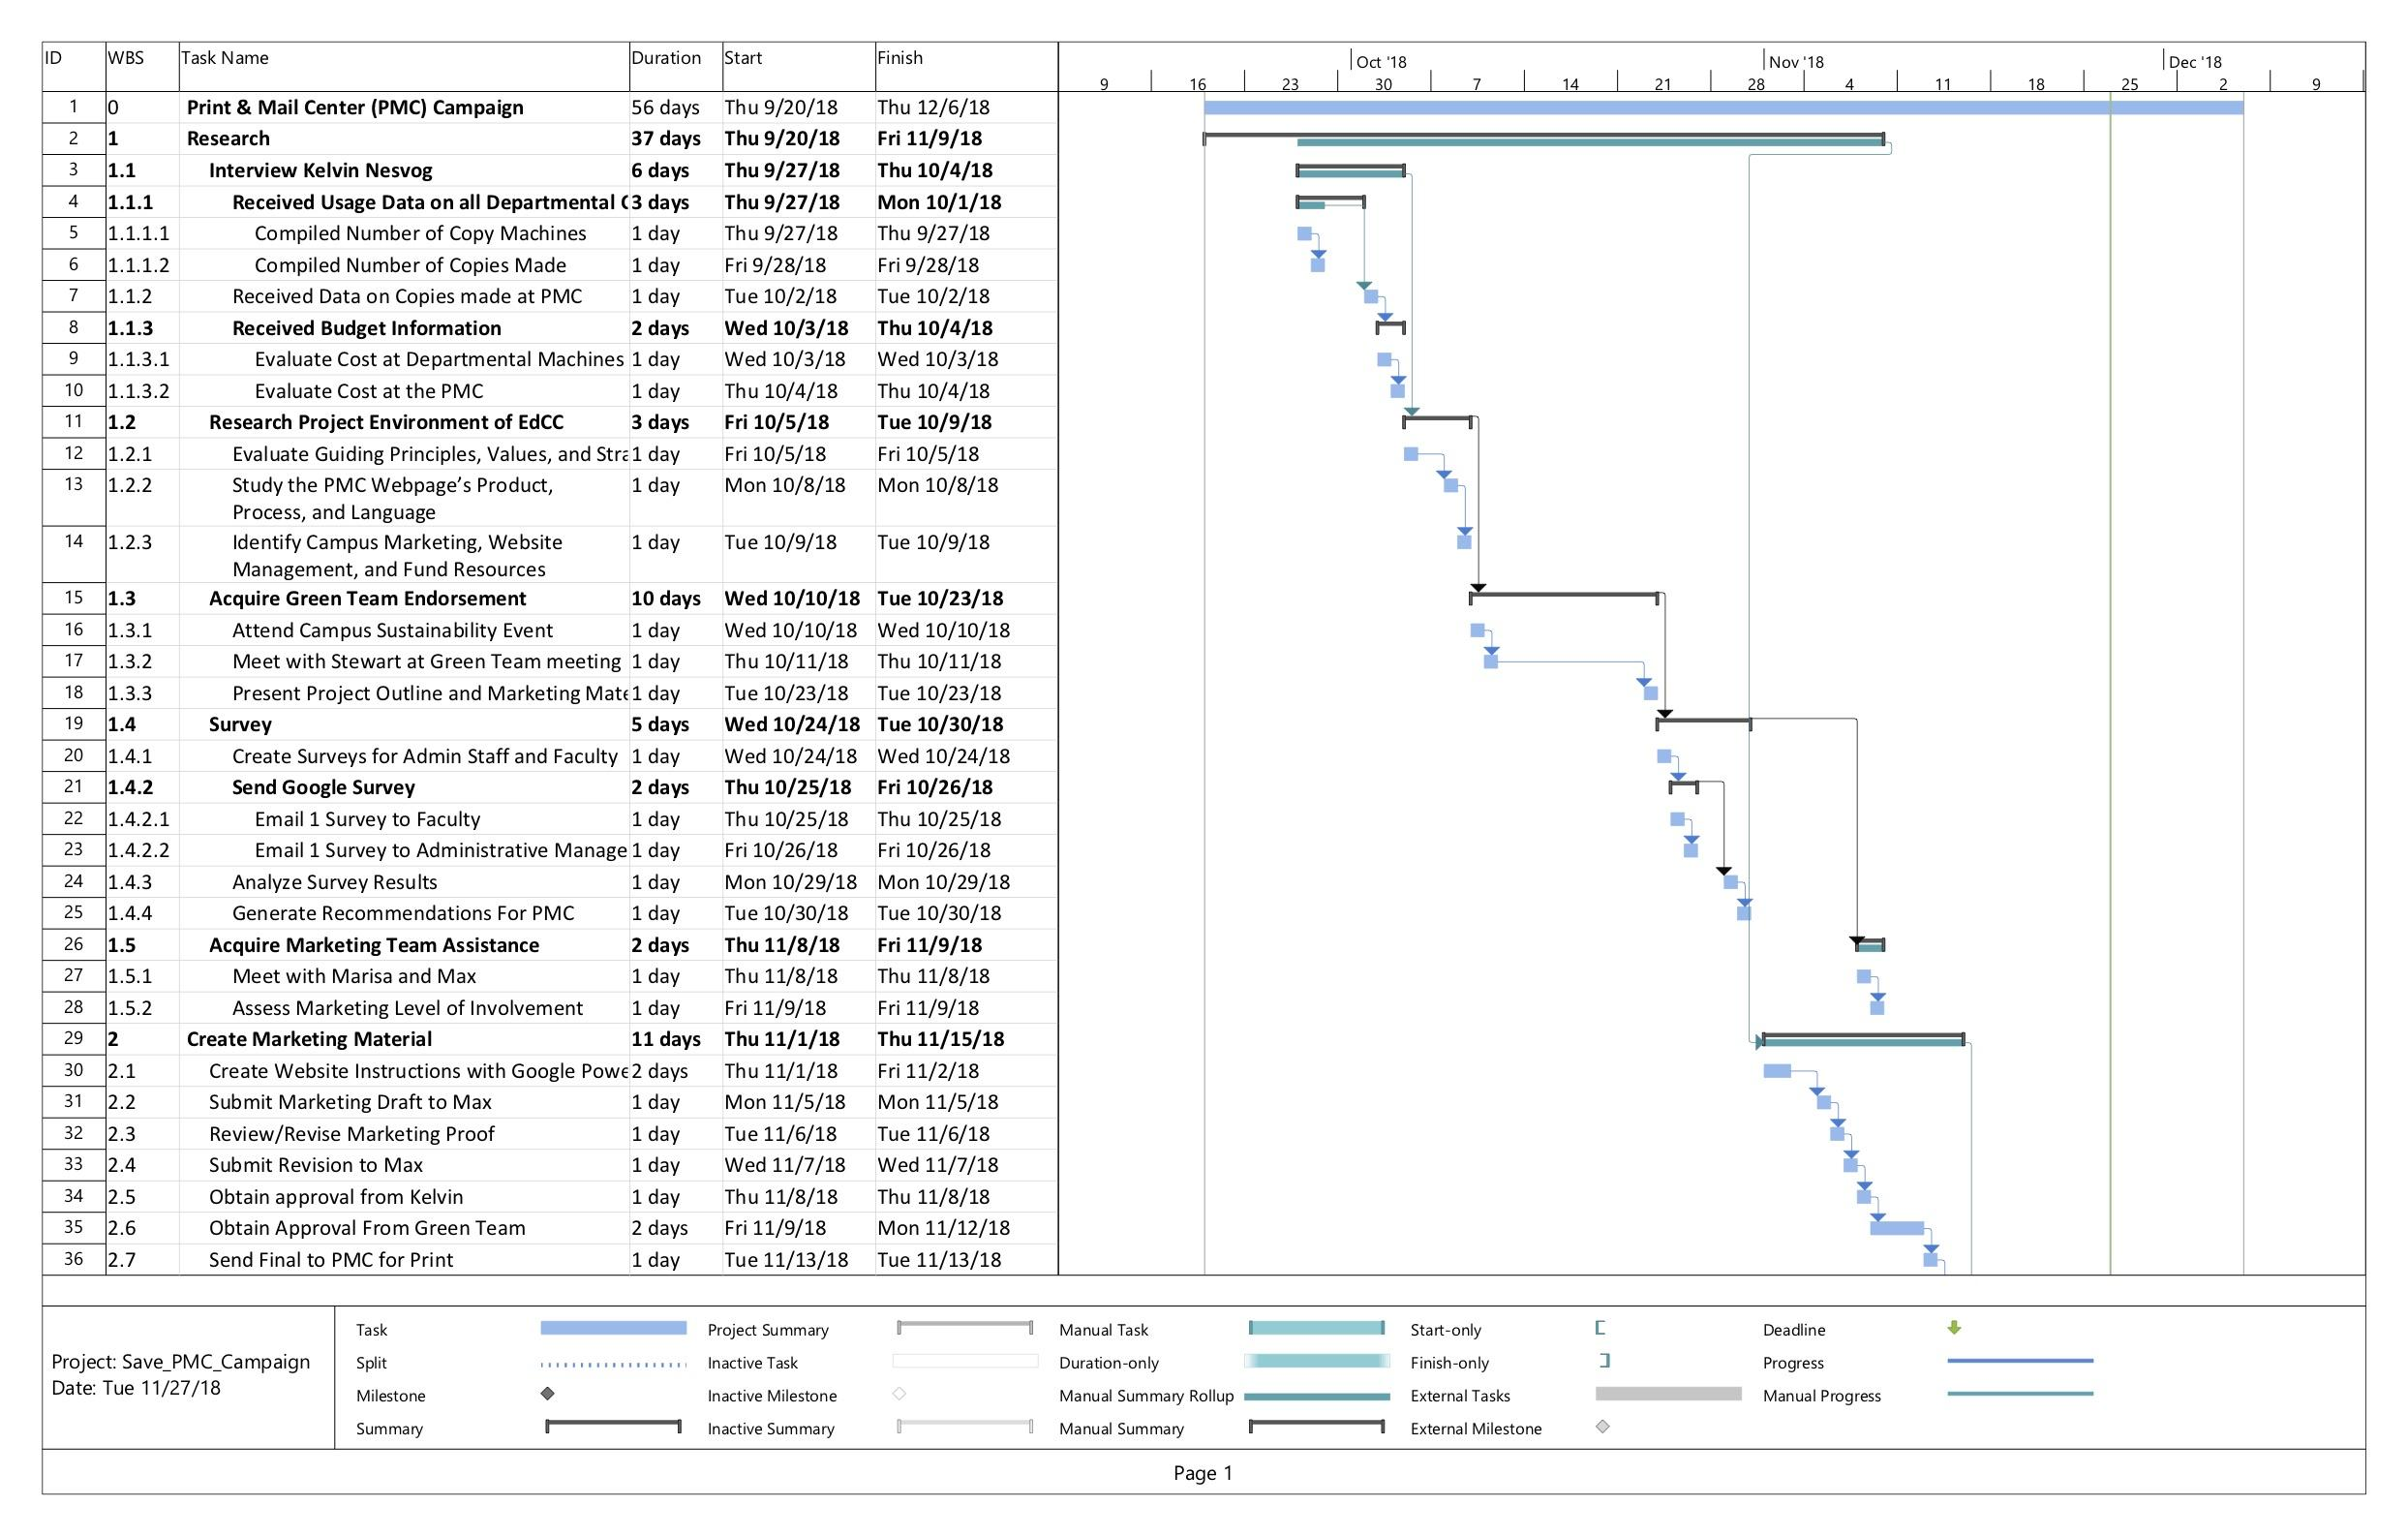 ID WBS Task Name Duration Start Finish
Oct '18 Nov '18 Dec '18
9 16 23 30 7 14 21 28 4 11 18 25 2 9
1 0 Print & Mail Center (PMC) Campaign 56 days Thu 9/20/18 Thu 12/6/18
2 1 Research 37 days Thu 9/20/18 Fri 11/9/18
3 1.1 Interview Kelvin Nesvog 6 days Thu 9/27/18 Thu 10/4/18
4 1.1.1 Received Usage Data on all Departmental 3 days Thu 9/27/18 Mon 10/1/18
5 1.1.1.1 Compiled Number of Copy Machines 1 day Thu 9/27/18 Thu 9/27/18
6 1.1.1.2 Compiled Number of Copies Made 1 day Fri 9/28/18 Fri 9/28/18
7 1.1.2 Received Data on Copies made at PMC 1 day Tue 10/2/18 Tue 10/2/18
8 1.1.3 Received Budget Information 2 days Wed 10/3/18 Thu 10/4/18
9 1.1.3.1 Evaluate Cost at Departmental Machines 1 day Wed 10/3/18 Wed 10/3/18
10 1.1.3.2 Evaluate Cost at the PMC 1 day Thu 10/4/18 Thu 10/4/18
11 1.2 Research Project Environment of EdCC 3 days Fri 10/5/18 Tue 10/9/18
12 1.2.1 Evaluate Guiding Principles, Values, and Stra 1 day Fri 10/5/18 Fri 10/5/18
13 1.2.2 Study the PMC Webpage’s Product, 1 day Mon 10/8/18 Mon 10/8/18
Process, and Language
14 1.2.3 Identify Campus Marketing, Website 1 day Tue 10/9/18 Tue 10/9/18
Management, and Fund Resources
15 1.3 Acquire Green Team Endorsement 10 days Wed 10/10/18 Tue 10/23/18
16 1.3.1 Attend Campus Sustainability Event 1 day Wed 10/10/18 Wed 10/10/18
17 1.3.2 Meet with Stewart at Green Team meeting 1 day Thu 10/11/18 Thu 10/11/18
18 1.3.3 Present Project Outline and Marketing Mate 1 day Tue 10/23/18 Tue 10/23/18
19 1.4 Survey 5 days Wed 10/24/18 Tue 10/30/18
20 1.4.1 Create Surveys for Admin Staff and Faculty 1 day Wed 10/24/18 Wed 10/24/18
21 1.4.2 Send Google Survey 2 days Thu 10/25/18 Fri 10/26/18
22 1.4.2.1 Email 1 Survey to Faculty 1 day Thu 10/25/18 Thu 10/25/18
23 1.4.2.2 Email 1 Survey to Administrative Manage 1 day Fri 10/26/18 Fri 10/26/18
24 1.4.3 Analyze Survey Results 1 day Mon 10/29/18 Mon 10/29/18
25 1.4.4 Generate Recommendations For PMC 1 day Tue 10/30/18 Tue 10/30/18
26 1.5 Acquire Marketing Team Assistance 2 days Thu 11/8/18 Fri 11/9/18
27 1.5.1 Meet with Marisa and Max 1 day Thu 11/8/18 Thu 11/8/18
28 1.5.2 Assess Marketing Level of Involvement 1 day Fri 11/9/18 Fri 11/9/18
29 2 Create Marketing Material 11 days Thu 11/1/18 Thu 11/15/18
30 2.1 Create Website Instructions with Google Powe 2 days Thu 11/1/18 Fri 11/2/18
31 2.2 Submit Marketing Draft to Max 1 day Mon 11/5/18 Mon 11/5/18
32 2.3 Review/Revise Marketing Proof 1 day Tue 11/6/18 Tue 11/6/18
33 2.4 Submit Revision to Max 1 day Wed 11/7/18 Wed 11/7/18
34 2.5 Obtain approval from Kelvin 1 day Thu 11/8/18 Thu 11/8/18
35 2.6 Obtain Approval From Green Team 2 days Fri 11/9/18 Mon 11/12/18
36 2.7 Send Final to PMC for Print 1 day Tue 11/13/18 Tue 11/13/18
Project: Save_PMC_Campaign
Date: Tue 11/27/18
Task Project Summary Manual Task Start-only Deadline
Split Inactive Task Duration-only Finish-only Progress
Milestone Inactive Milestone Manual Summary Rollup External Tasks Manual Progress
Summary Inactive Summary Manual Summary External Milestone
Page 1